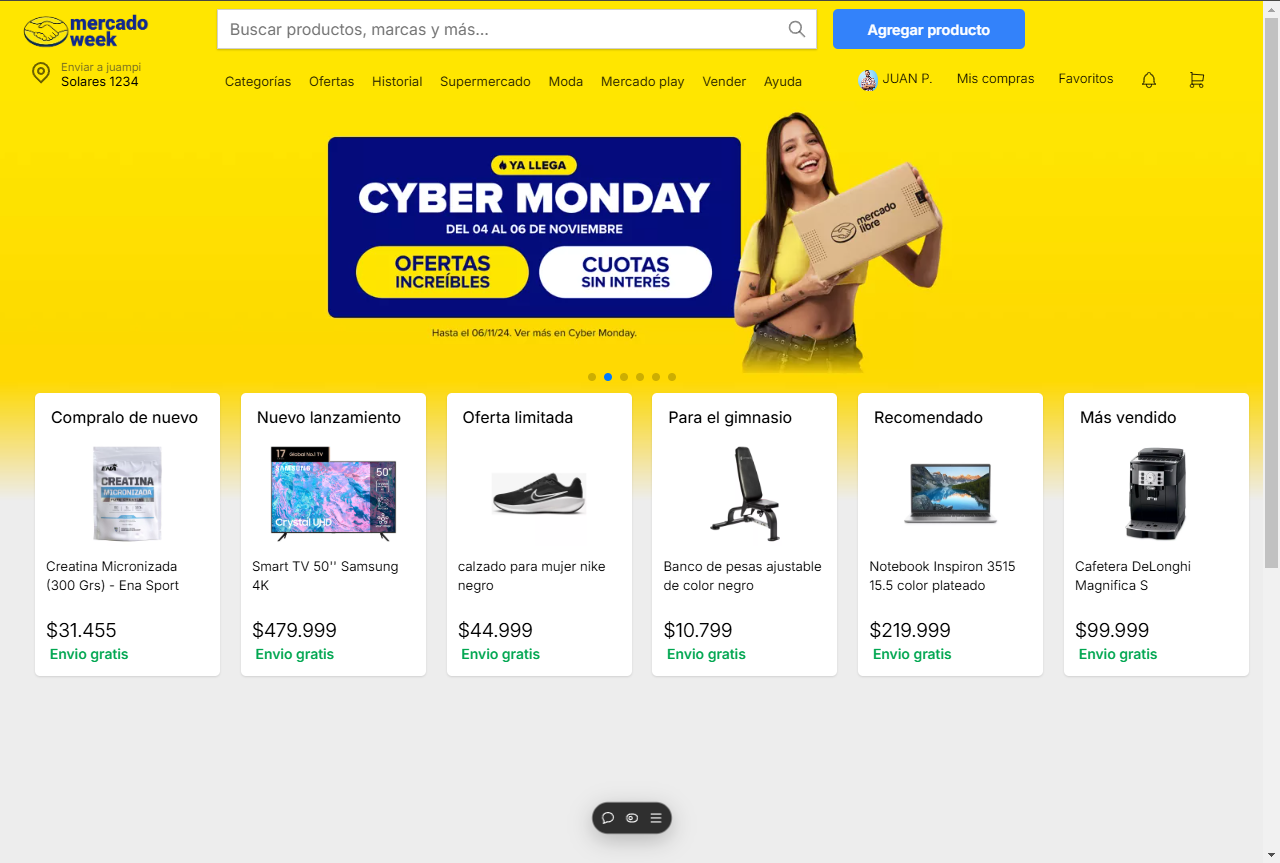 mercado
week
Buscar productos, marcas y más...
Agregar producto
Enviar a juampi
Solares 1234
Categorías Ofertas Historial Supermercado Moda Mercado play Vender Ayuda
JUAN P. Mis compras Favoritos
YA LLEGA
CYBER MONDAY
DEL 04 AL 06 DE NOVIEMBRE
OFERTAS
INCREÍBLES
CUOTAS
SIN INTERÉS
mercado
libre
Hasta el 06/11/24. Ver más en Cyber Monday.
Compralo de nuevo
ENA
CREATINA
MICRONIZADA
Creatina Micronizada
(300 Grs) - Ena Sport
$31.455
Envio gratis
Nuevo lanzamiento
17 Global No.1 TV
SAMSUNG
50"
Crystal UHD
Smart TV 50'' Samsung
4K
$479.999
Envio gratis
Oferta limitada
calzado para mujer nike
negro
$44.999
Envio gratis
Para el gimnasio
Banco de pesas ajustable
de color negro
$10.799
Envio gratis
Recomendado
Notebook Inspiron 3515
15.5 color plateado
$219.999
Envio gratis
Más vendido
Cafetera DeLonghi
Magnifica S
$99.999
Envio gratis